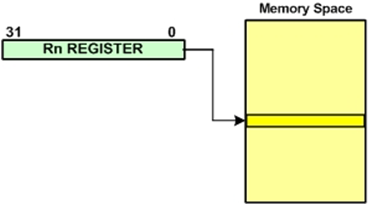 Memory Space
31 0
Rn REGISTER